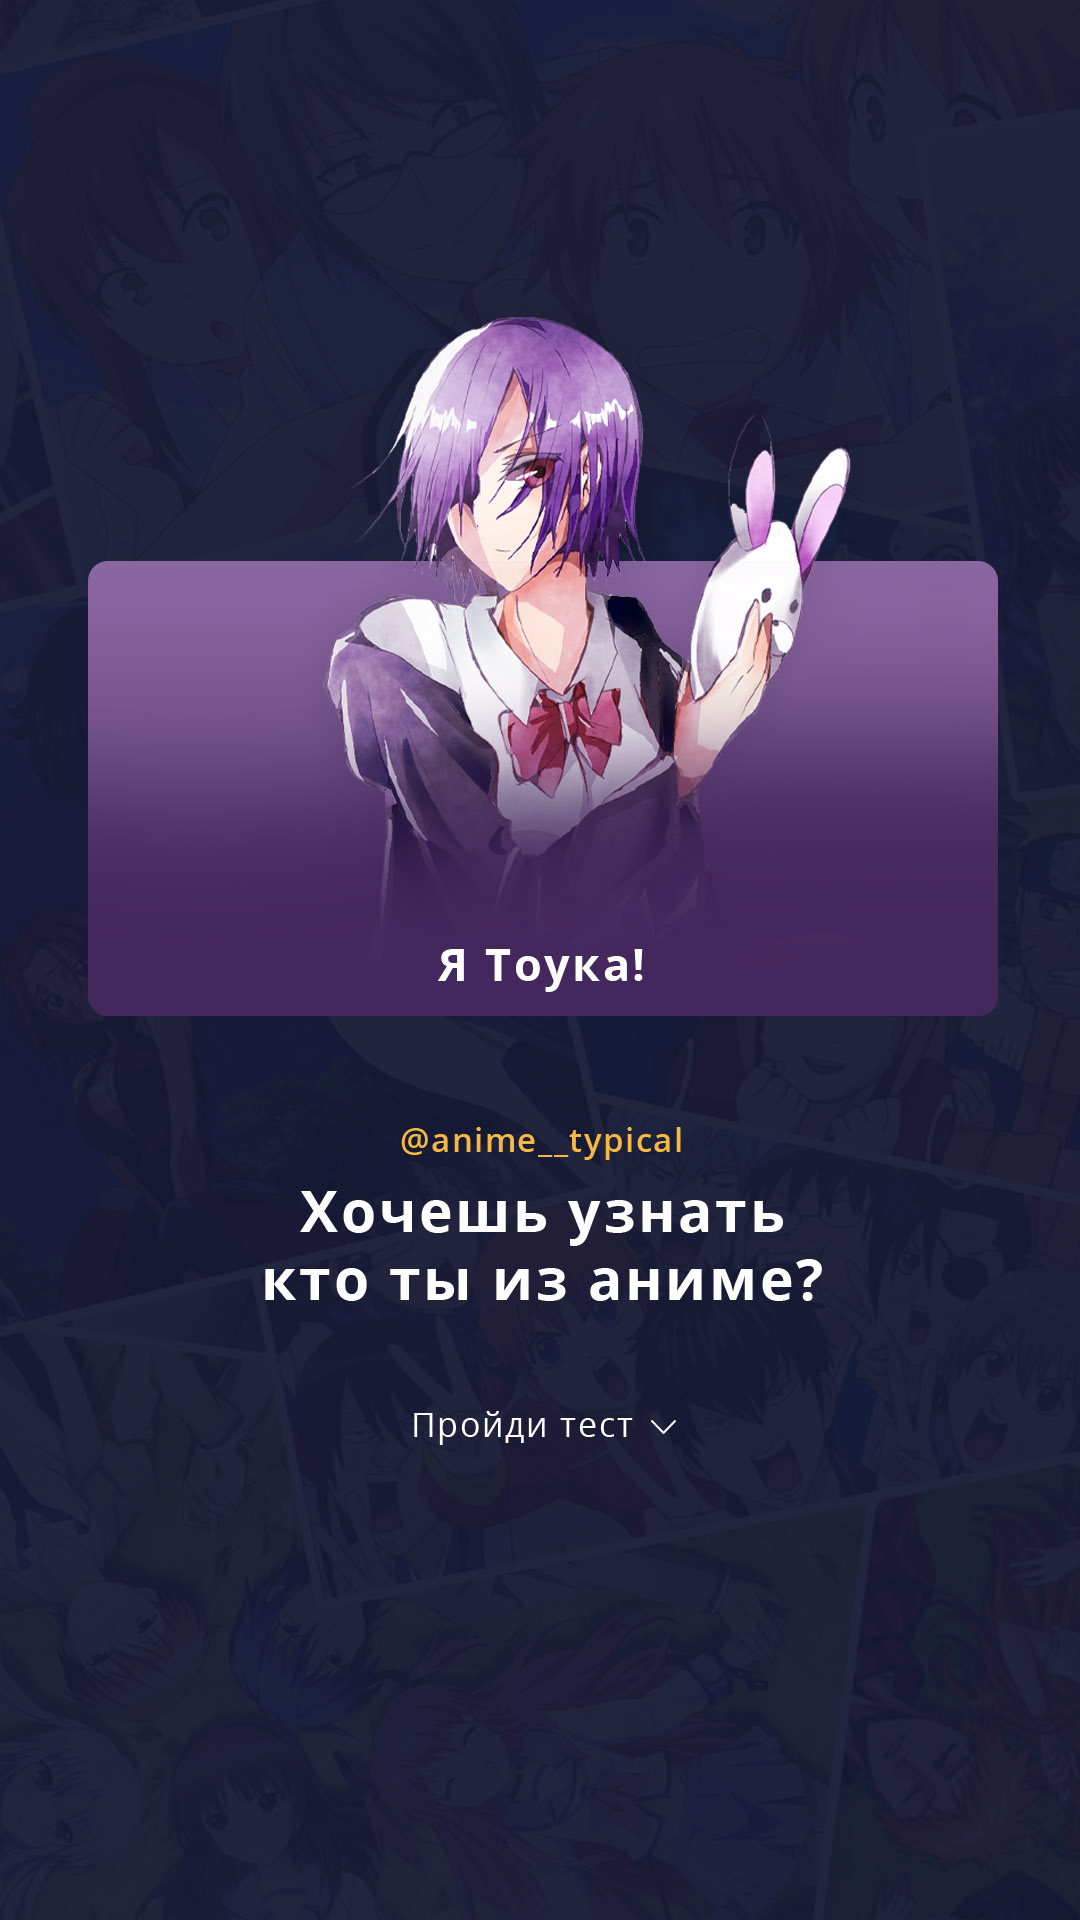 Я Тоука!
@anime__typical
Хочешь узнать
кто ты из аниме?
Пройди тест